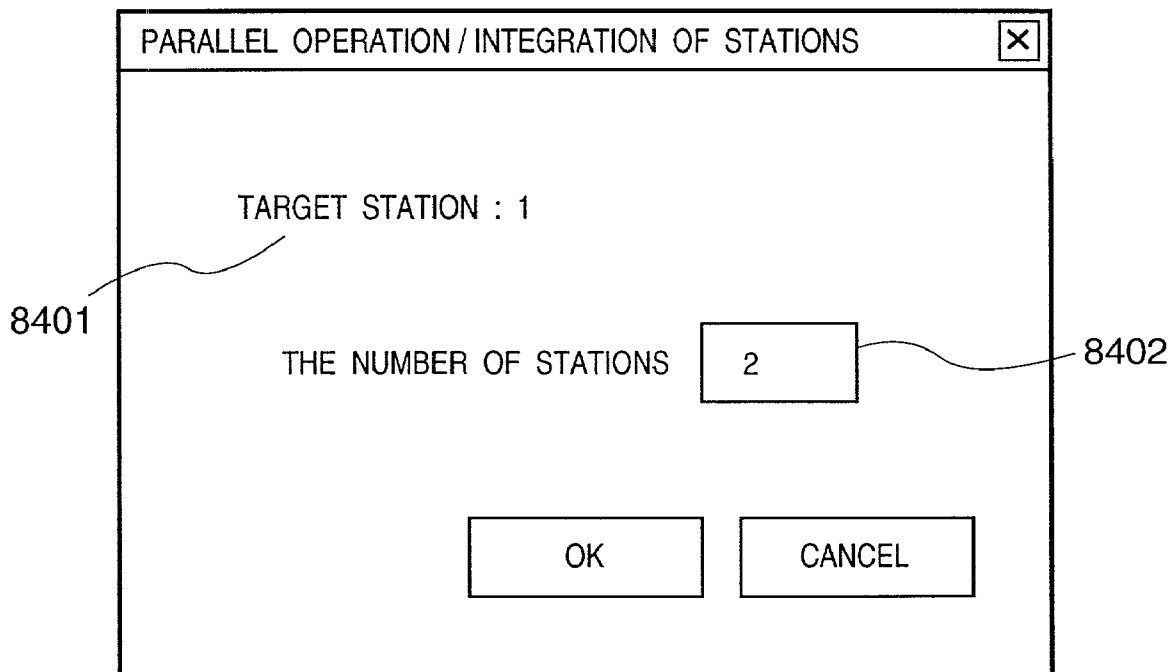 PARALLEL OPERATION / INTEGRATION OF STATIONS X
TARGET STATION : 1
8401
THE NUMBER OF STATIONS 2
8402
OK CANCEL